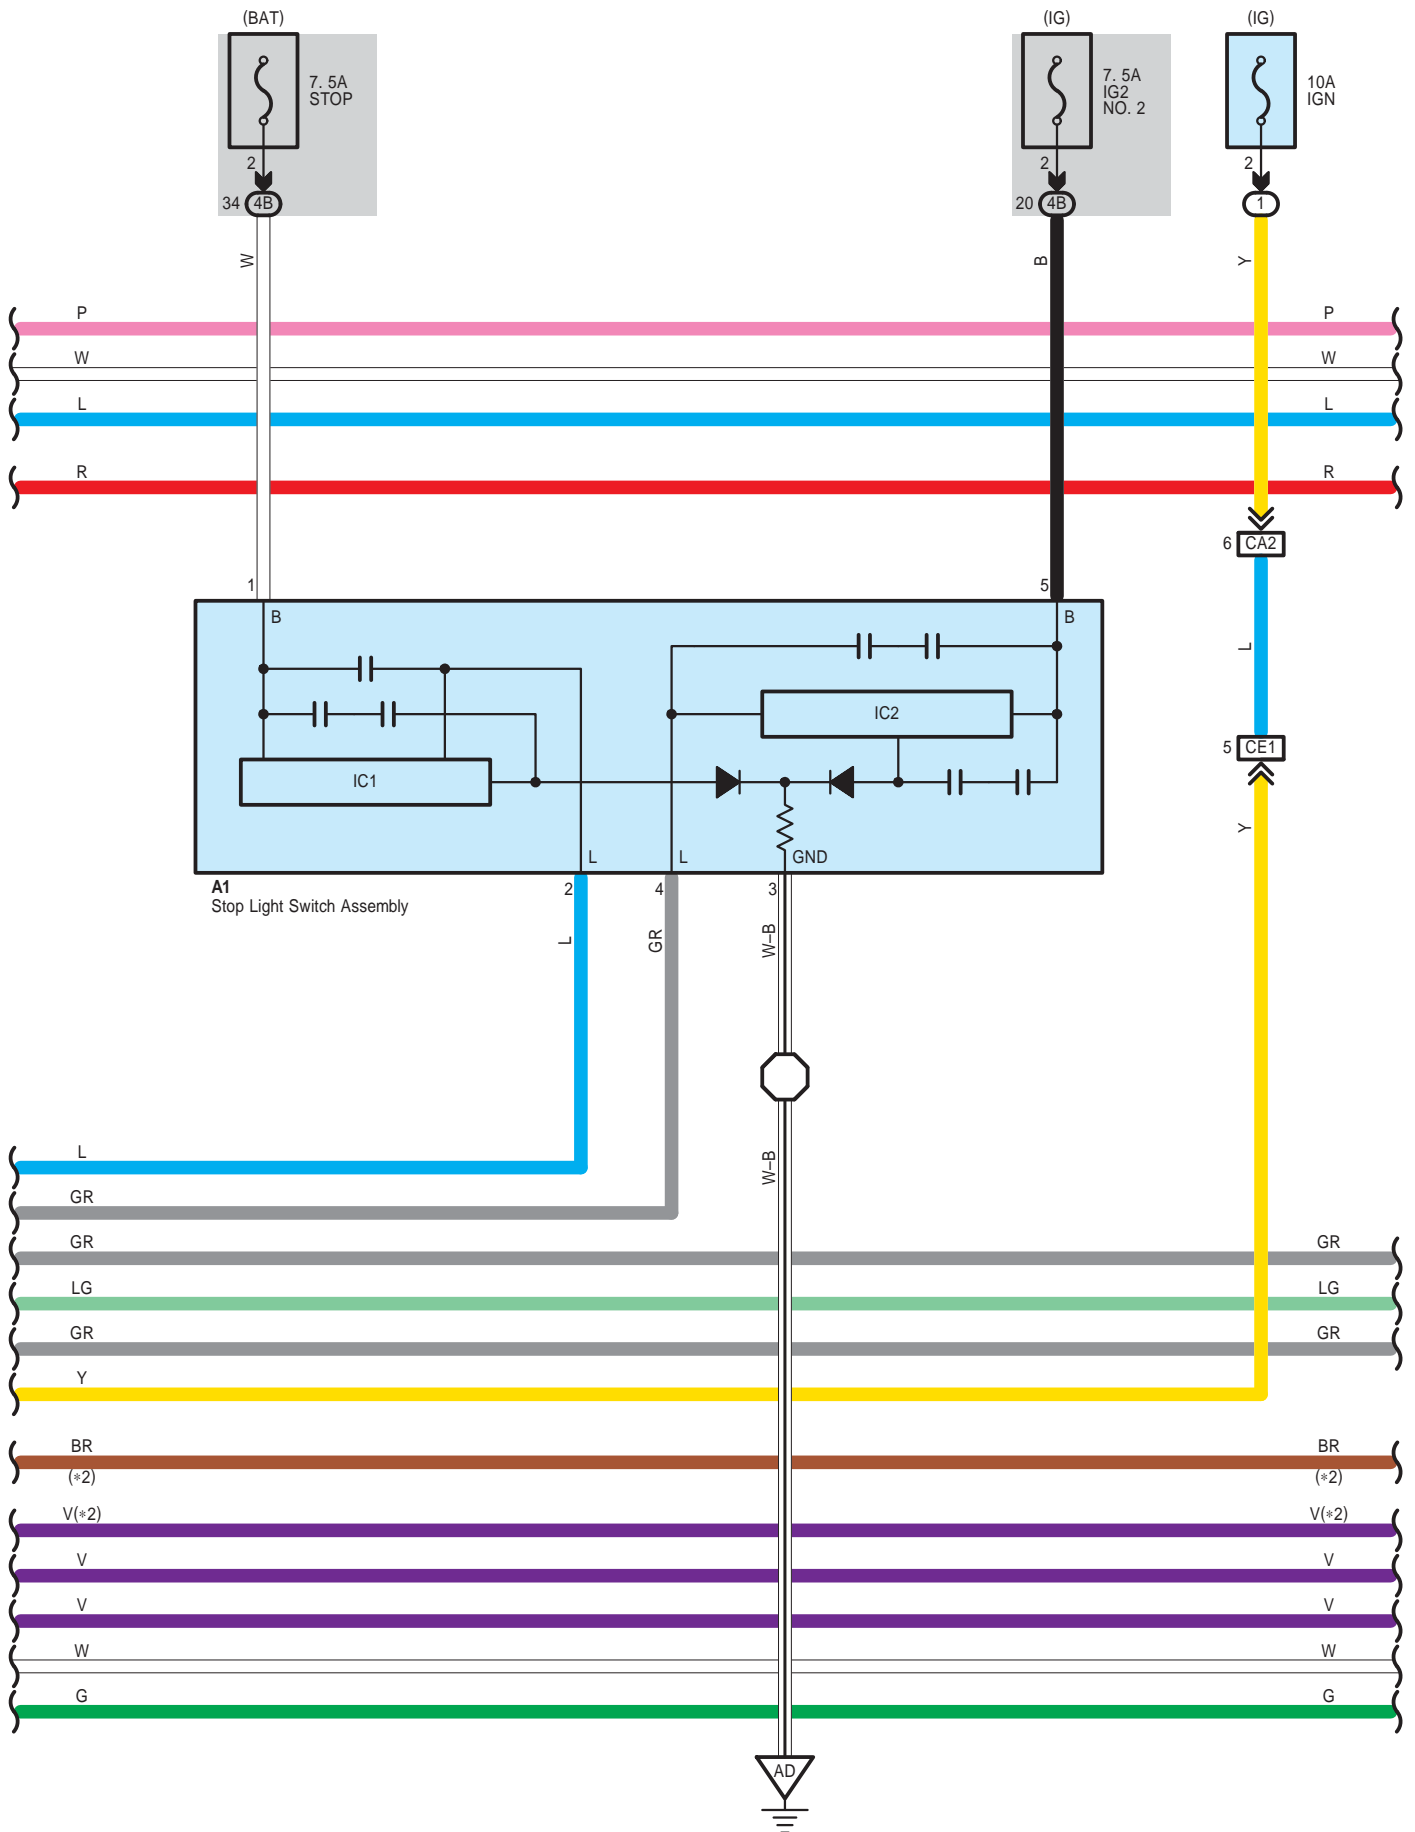 (BAT)
(IG)
(IG)
7. 5A
STOP
7. 5A
IG2
NO. 2
10A
IGN
2
2
2
34 4B
20 4B
1
W
B
Y
P
P
W
W
L
L
R
R
6 CA2
1
5
B
B
L
IC2
5 CE1
IC1
Y
L
L
GND
A1
Stop Light Switch Assembly
2
4
3
L
GR
W–B
L
W–B
GR
GR
GR
LG
LG
GR
GR
Y
BR
BR
(*2)
(*2)
V(*2)
V(*2)
V
V
V
V
W
W
G
G
AD